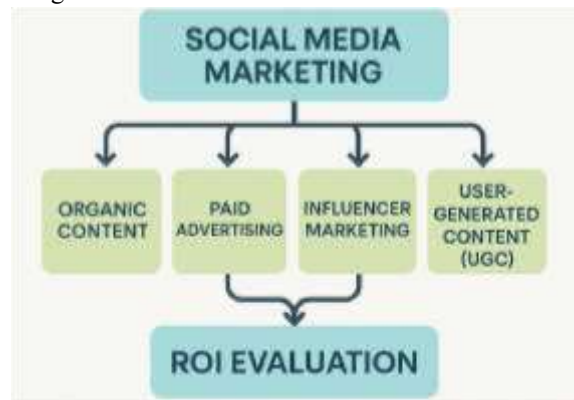 SOCIAL MEDIA
MARKETING
ORGANIC
CONTENT
PAID
ADVERTISING
INFLUENCER
MARKETING
USER-
GENERATED
CONTENT
(UGC)
ROI EVALUATION